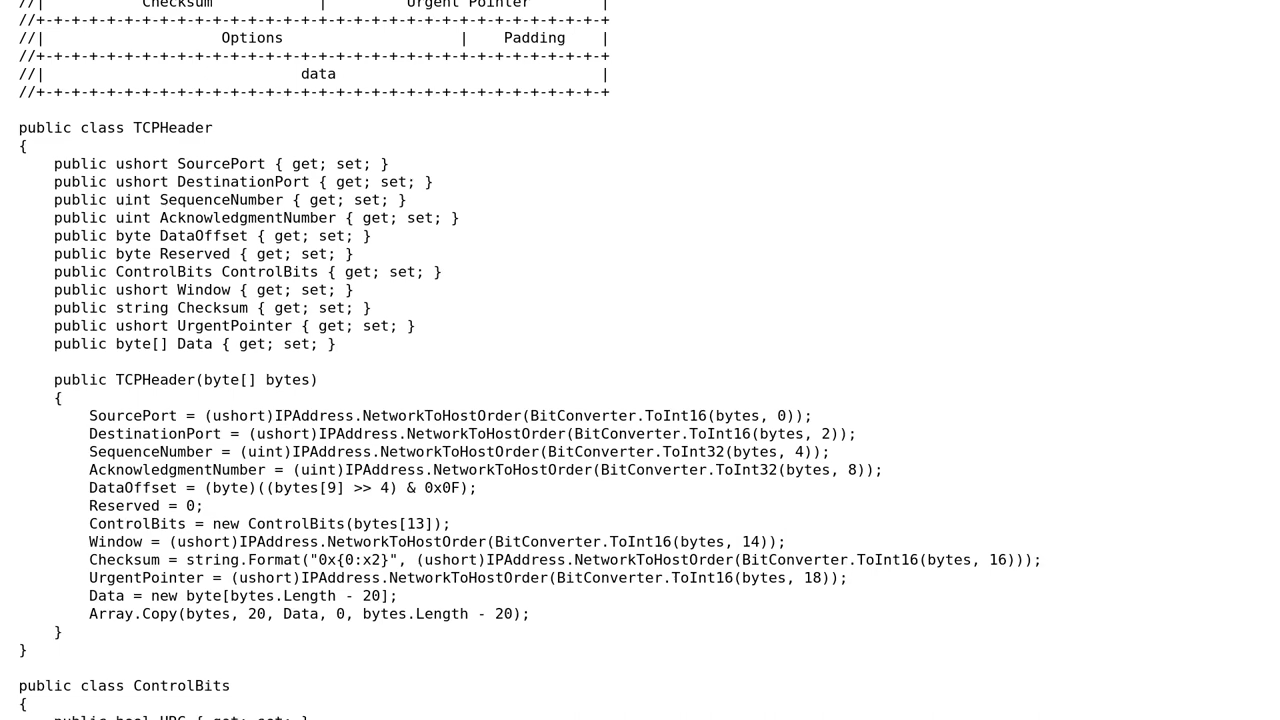 //|           Checksum            |         Urgent Pointer        |
//+-+-+-+-+-+-+-+-+-+-+-+-+-+-+-+-+-+-+-+-+-+-+-+-+-+-+-+-+-+-+-+-+
//|                    Options                    |    Padding    |
//+-+-+-+-+-+-+-+-+-+-+-+-+-+-+-+-+-+-+-+-+-+-+-+-+-+-+-+-+-+-+-+-+
//|                             data                              |
//+-+-+-+-+-+-+-+-+-+-+-+-+-+-+-+-+-+-+-+-+-+-+-+-+-+-+-+-+-+-+-+-+

public class TCPHeader
{
    public ushort SourcePort { get; set; }
    public ushort DestinationPort { get; set; }
    public uint SequenceNumber { get; set; }
    public uint AcknowledgmentNumber { get; set; }
    public byte DataOffset { get; set; }
    public byte Reserved { get; set; }
    public ControlBits ControlBits { get; set; }
    public ushort Window { get; set; }
    public string Checksum { get; set; }
    public ushort UrgentPointer { get; set; }
    public byte[] Data { get; set; }

    public TCPHeader(byte[] bytes)
    {
        SourcePort = (ushort)IPAddress.NetworkToHostOrder(BitConverter.ToInt16(bytes, 0));
        DestinationPort = (ushort)IPAddress.NetworkToHostOrder(BitConverter.ToInt16(bytes, 2));
        SequenceNumber = (uint)IPAddress.NetworkToHostOrder(BitConverter.ToInt32(bytes, 4));
        AcknowledgmentNumber = (uint)IPAddress.NetworkToHostOrder(BitConverter.ToInt32(bytes, 8));
        DataOffset = (byte)((bytes[9] >> 4) & 0x0F);
        Reserved = 0;
        ControlBits = new ControlBits(bytes[13]);
        Window = (ushort)IPAddress.NetworkToHostOrder(BitConverter.ToInt16(bytes, 14));
        Checksum = string.Format("0x{0:x2}", (ushort)IPAddress.NetworkToHostOrder(BitConverter.ToInt16(bytes, 16)));
        UrgentPointer = (ushort)IPAddress.NetworkToHostOrder(BitConverter.ToInt16(bytes, 18));
        Data = new byte[bytes.Length - 20];
        Array.Copy(bytes, 20, Data, 0, bytes.Length - 20);
    }
}

public class ControlBits
{
    public bool URG { get; set; }